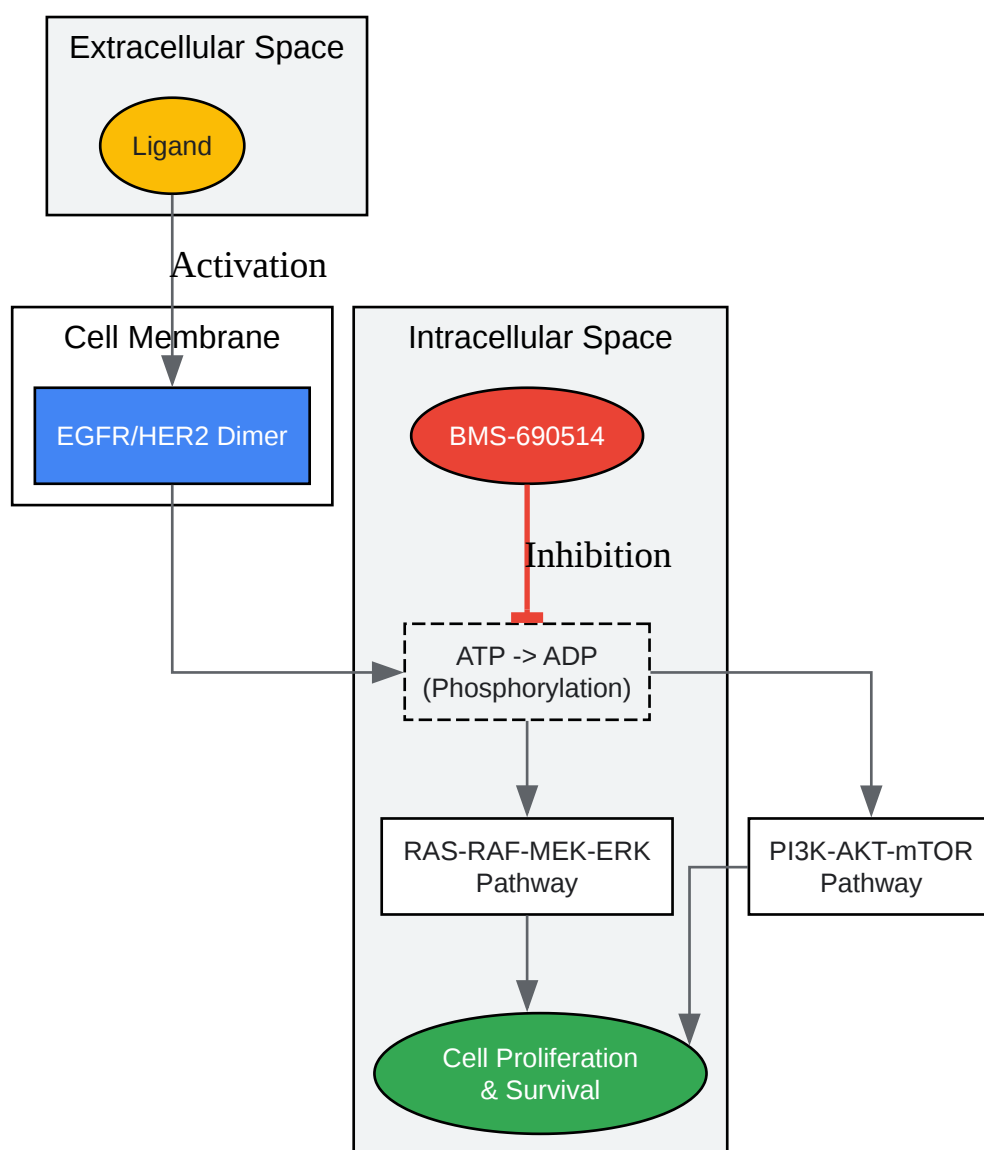 Extracellular Space
Ligand
Activation
Cell Membrane
EGFR/HER2 Dimer
Intracellular Space
BMS-690514
Inhibition
ATP -> ADP
(Phosphorylation)
RAS-RAF-MEK-ERK
Pathway
PI3K-AKT-mTOR
Pathway
Cell Proliferation
& Survival